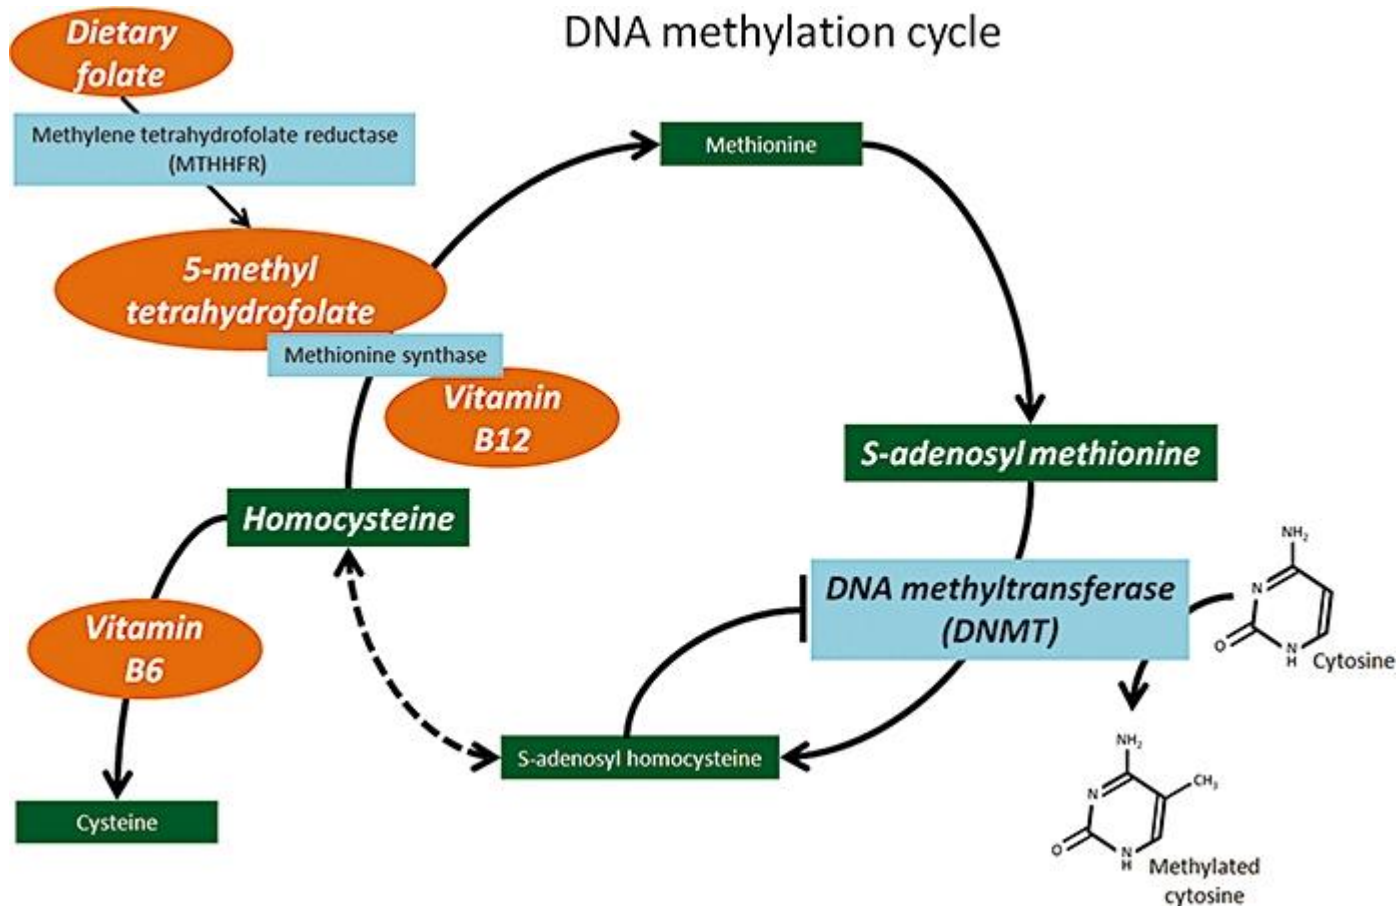 DNA methylation cycle
Dietary
folate
Methylene tetrahydrofolate reductase
(MTHHFR)
Methionine
5-methyl
tetrahydrofolate
Methionine synthase
Vitamin
B12
S-adenosyl methionine
Homocysteine
DNA methyltransferase
(DNMT)
NH2
N
O
N
H
Cytosine
Vitamin
B6
S-adenosyl homocysteine
Cysteine
NH2
CH3
N
O
N
H
Methylated
cytosine